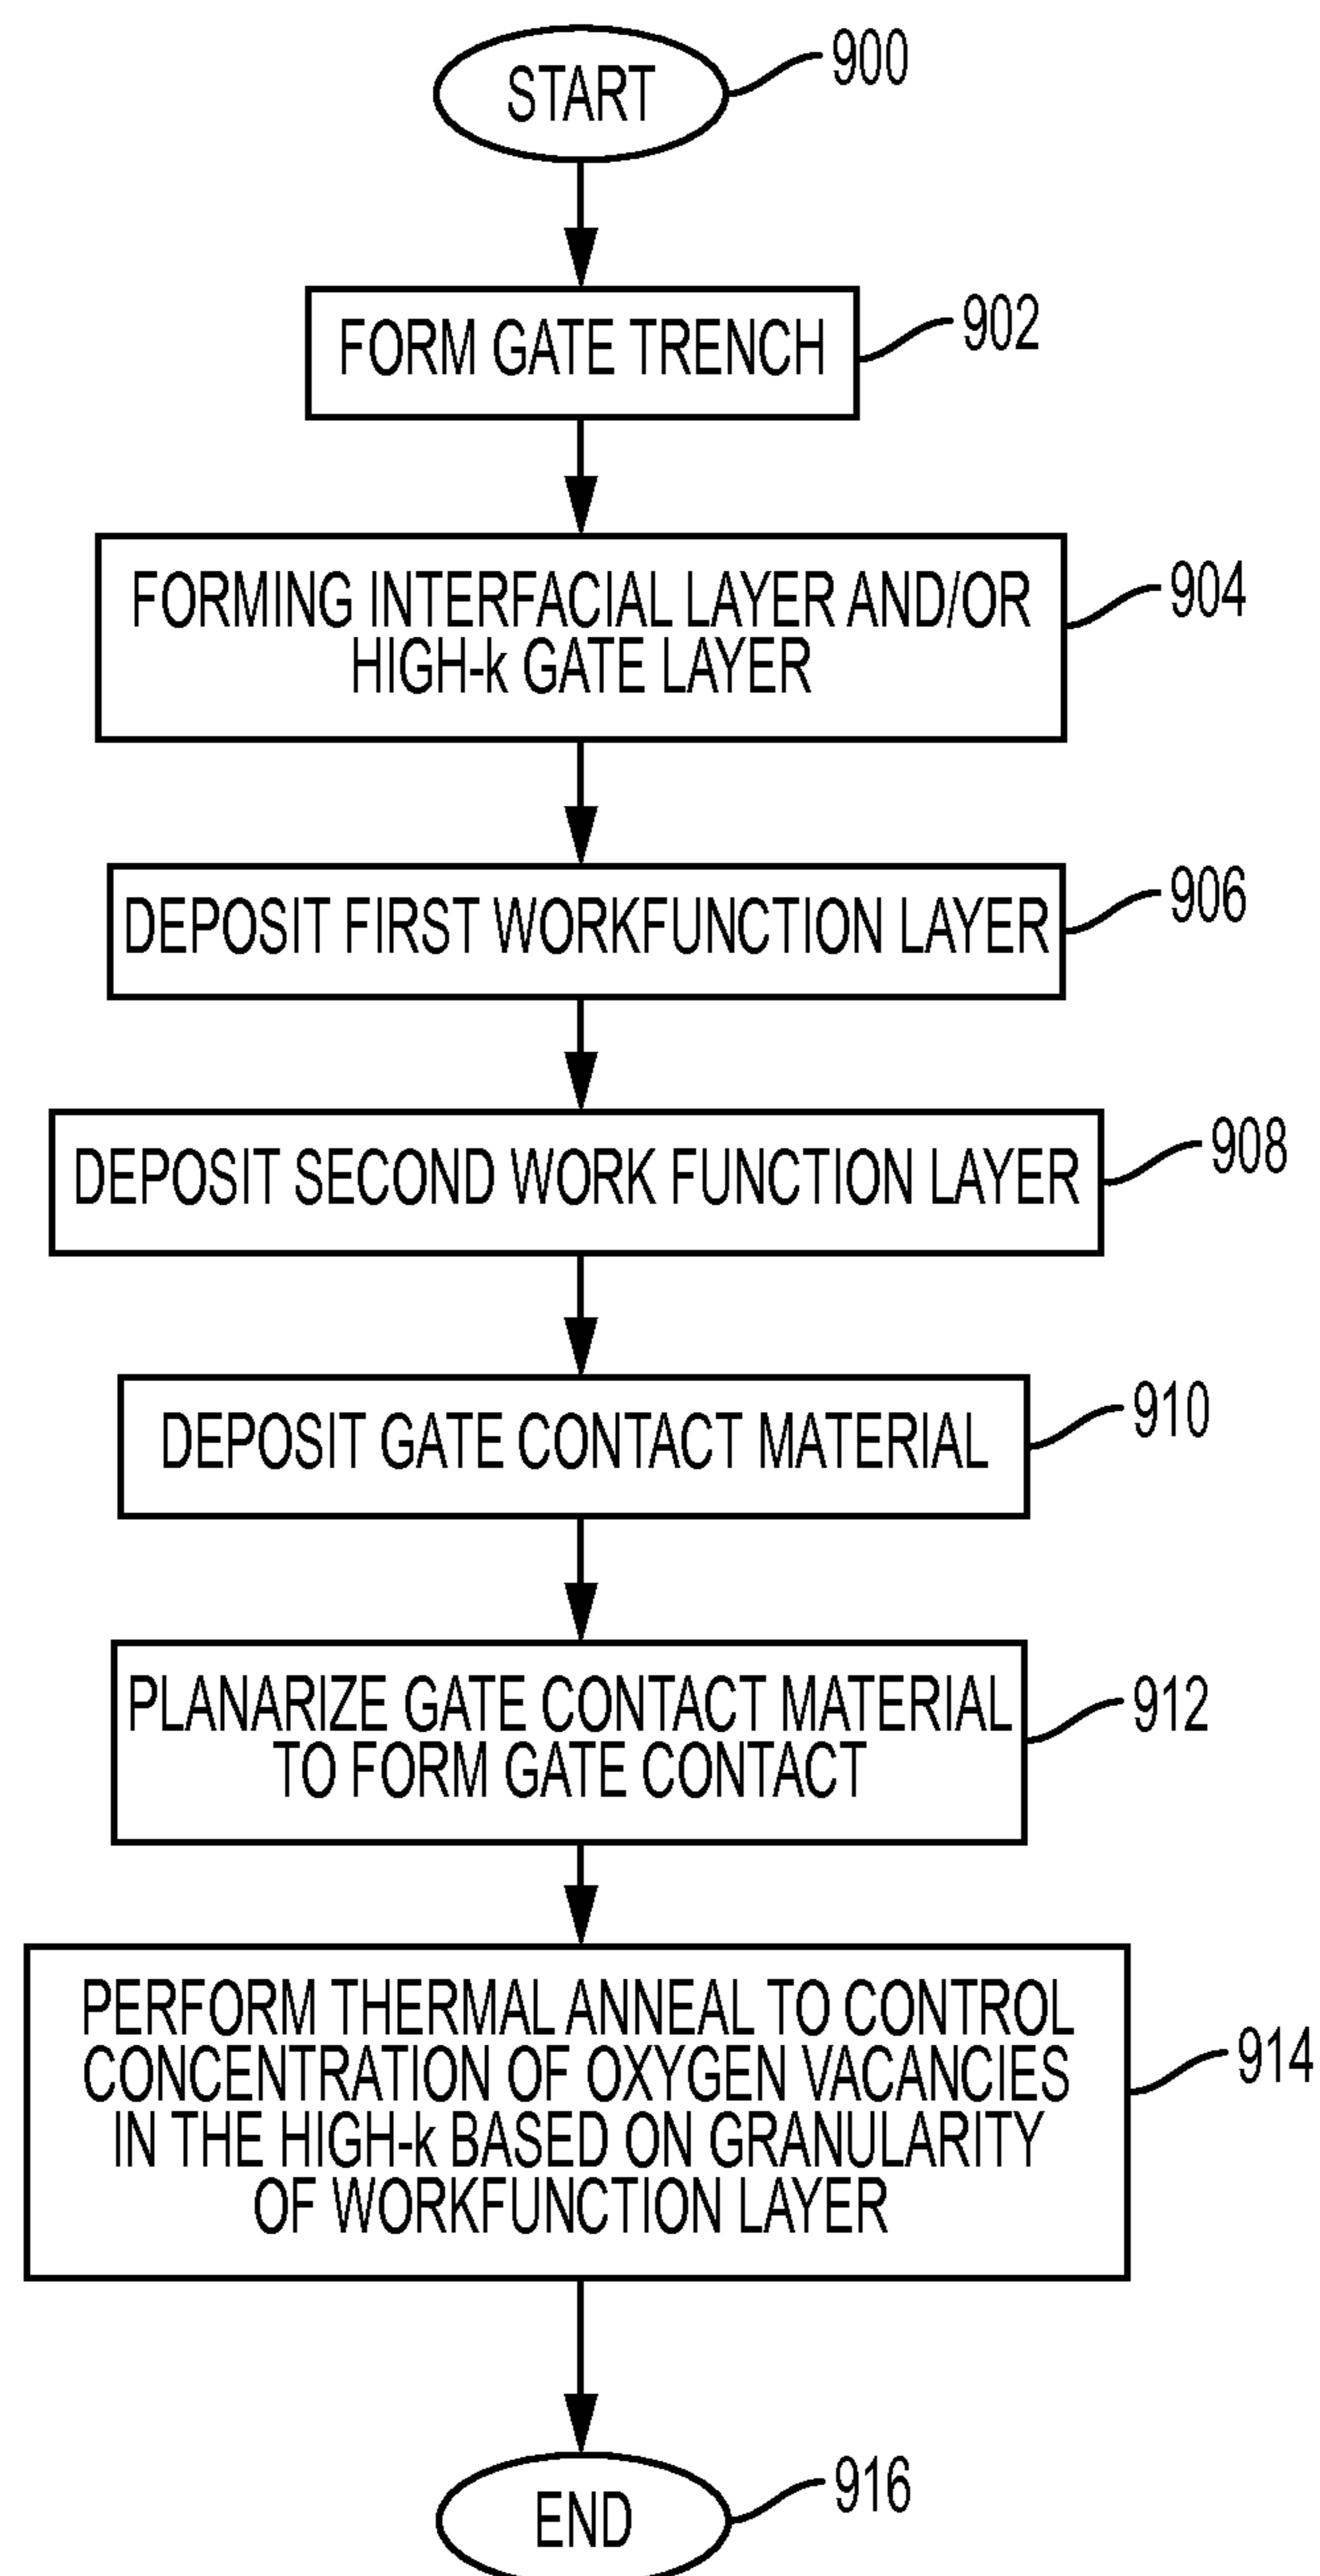 START
900
FORM GATE TRENCH
902
FORMING INTERFACIAL LAYER AND/OR
HIGH-k GATE LAYER
904
DEPOSIT FIRST WORKFUNCTION LAYER
906
DEPOSIT SECOND WORK FUNCTION LAYER
908
DEPOSIT GATE CONTACT MATERIAL
910
PLANARIZE GATE CONTACT MATERIAL
TO FORM GATE CONTACT
912
PERFORM THERMAL ANNEAL TO CONTROL
CONCENTRATION OF OXYGEN VACANCIES
IN THE HIGH-k BASED ON GRANULARITY
OF WORKFUNCTION LAYER
914
END
916